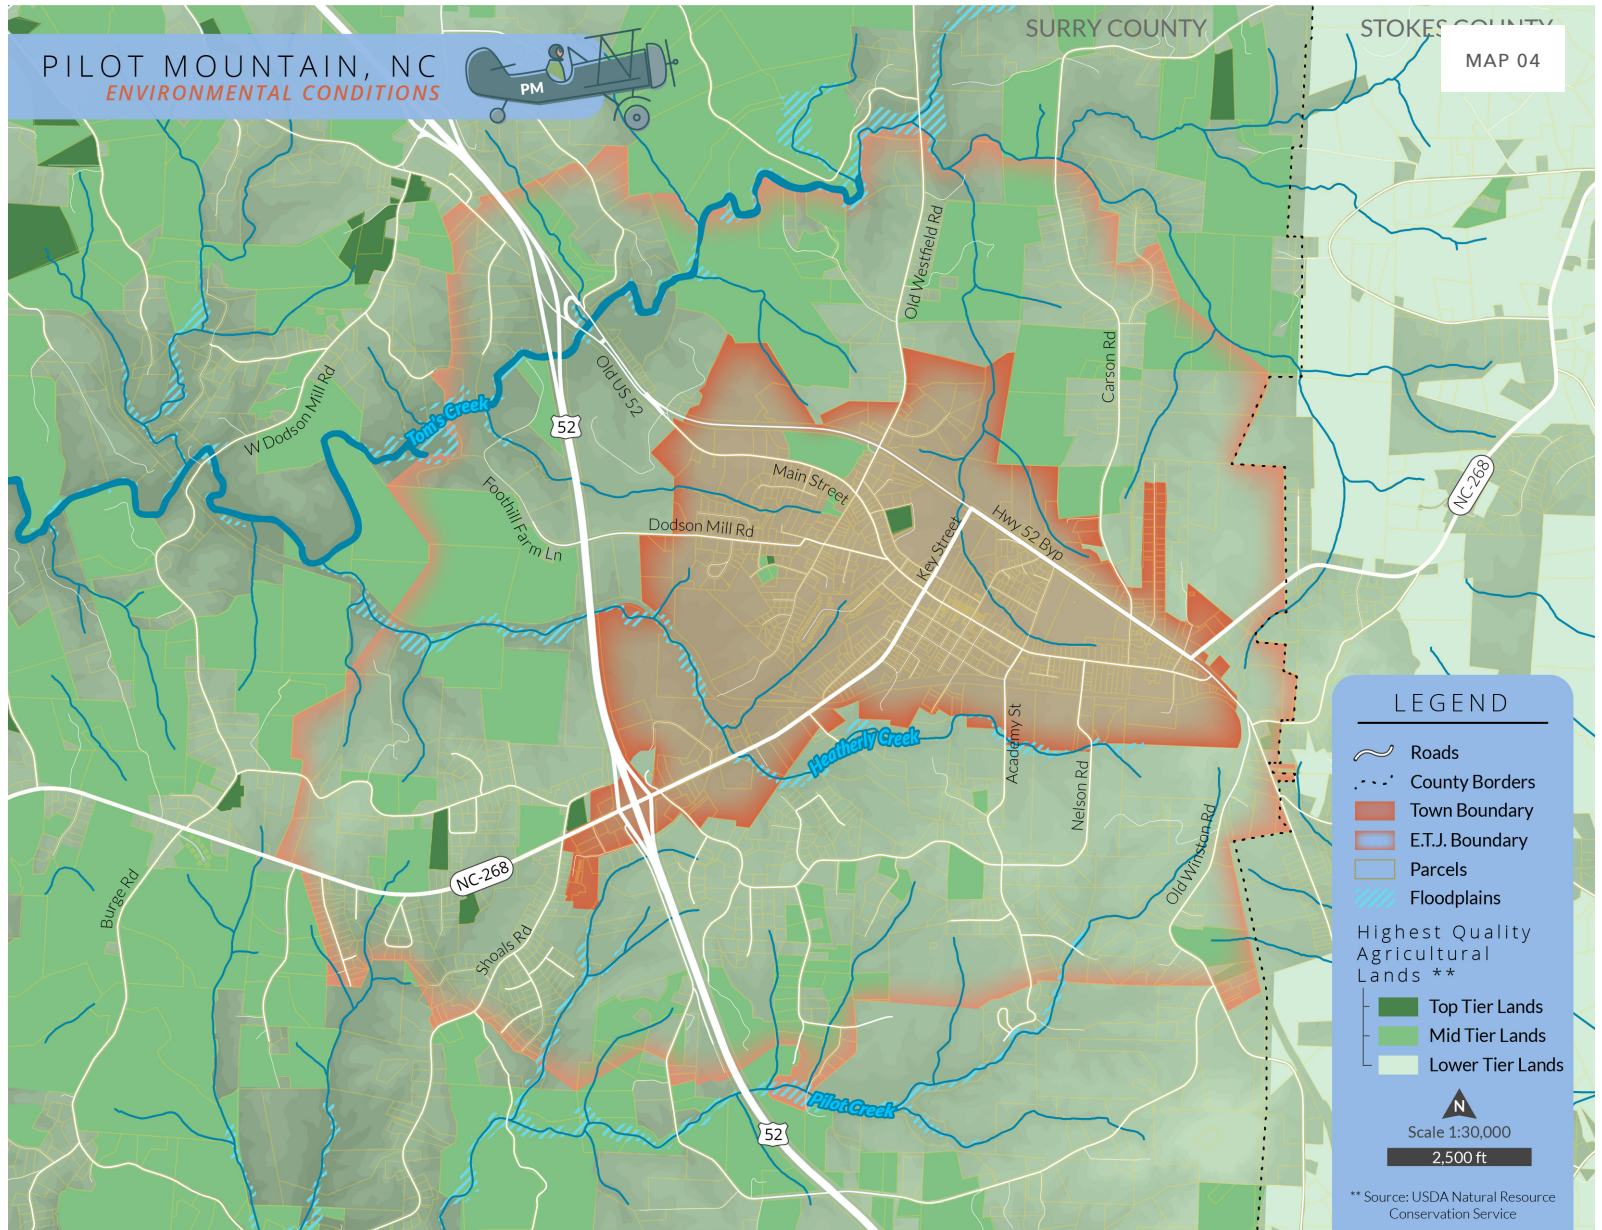 SURRY COUNTY
STOKES COUNTY
MAP 04
PILOT MOUNTAIN, NC
ENVIRONMENTAL CONDITIONS
PM
Old Westfield Rd
Carson Rd
W Dodson Mill Rd
Tom's Creek
Old US 52
52
Main Street
NC-268
Foothill Farm Ln
Dodson Mill Rd
Key Street
Hwy 52 Byp
Heatherly Creek
Academy St
Nelson Rd
Old Winston Rd
NC-268
Burge Rd
Shoals Rd
Pilot Creek
52
LEGEND
Roads
County Borders
Town Boundary
E.T.J. Boundary
Parcels
Floodplains
Highest Quality
Agricultural
Lands **
Top Tier Lands
Mid Tier Lands
Lower Tier Lands
N
Scale 1:30,000
2,500 ft
** Source: USDA Natural Resource
Conservation Service